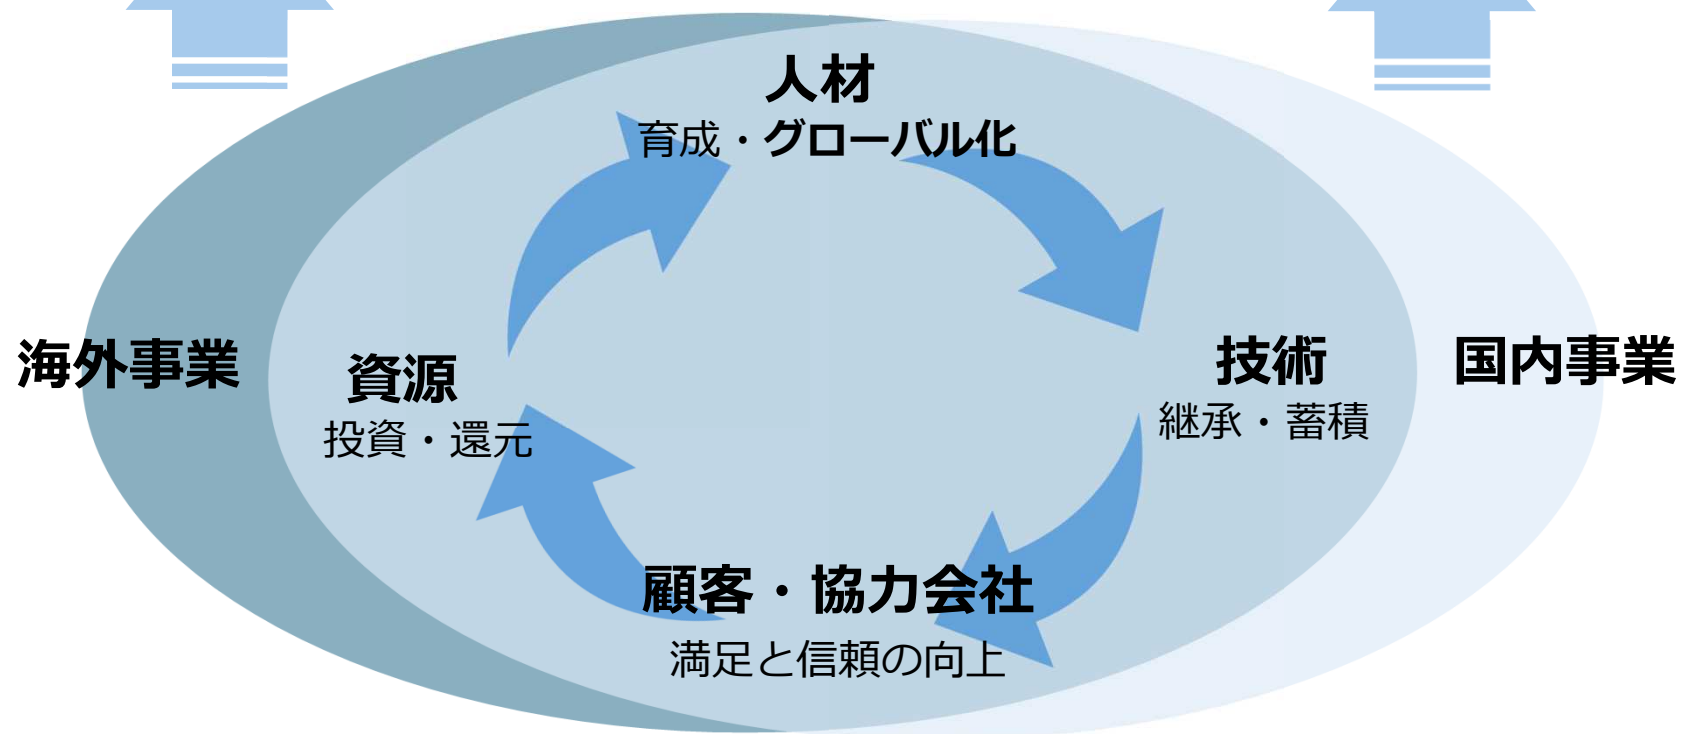 人材
育成・グローバル化
海外事業
資源
投資・還元
技術
継承・蓄積
国内事業
顧客・協力会社
満足と信頼の向上